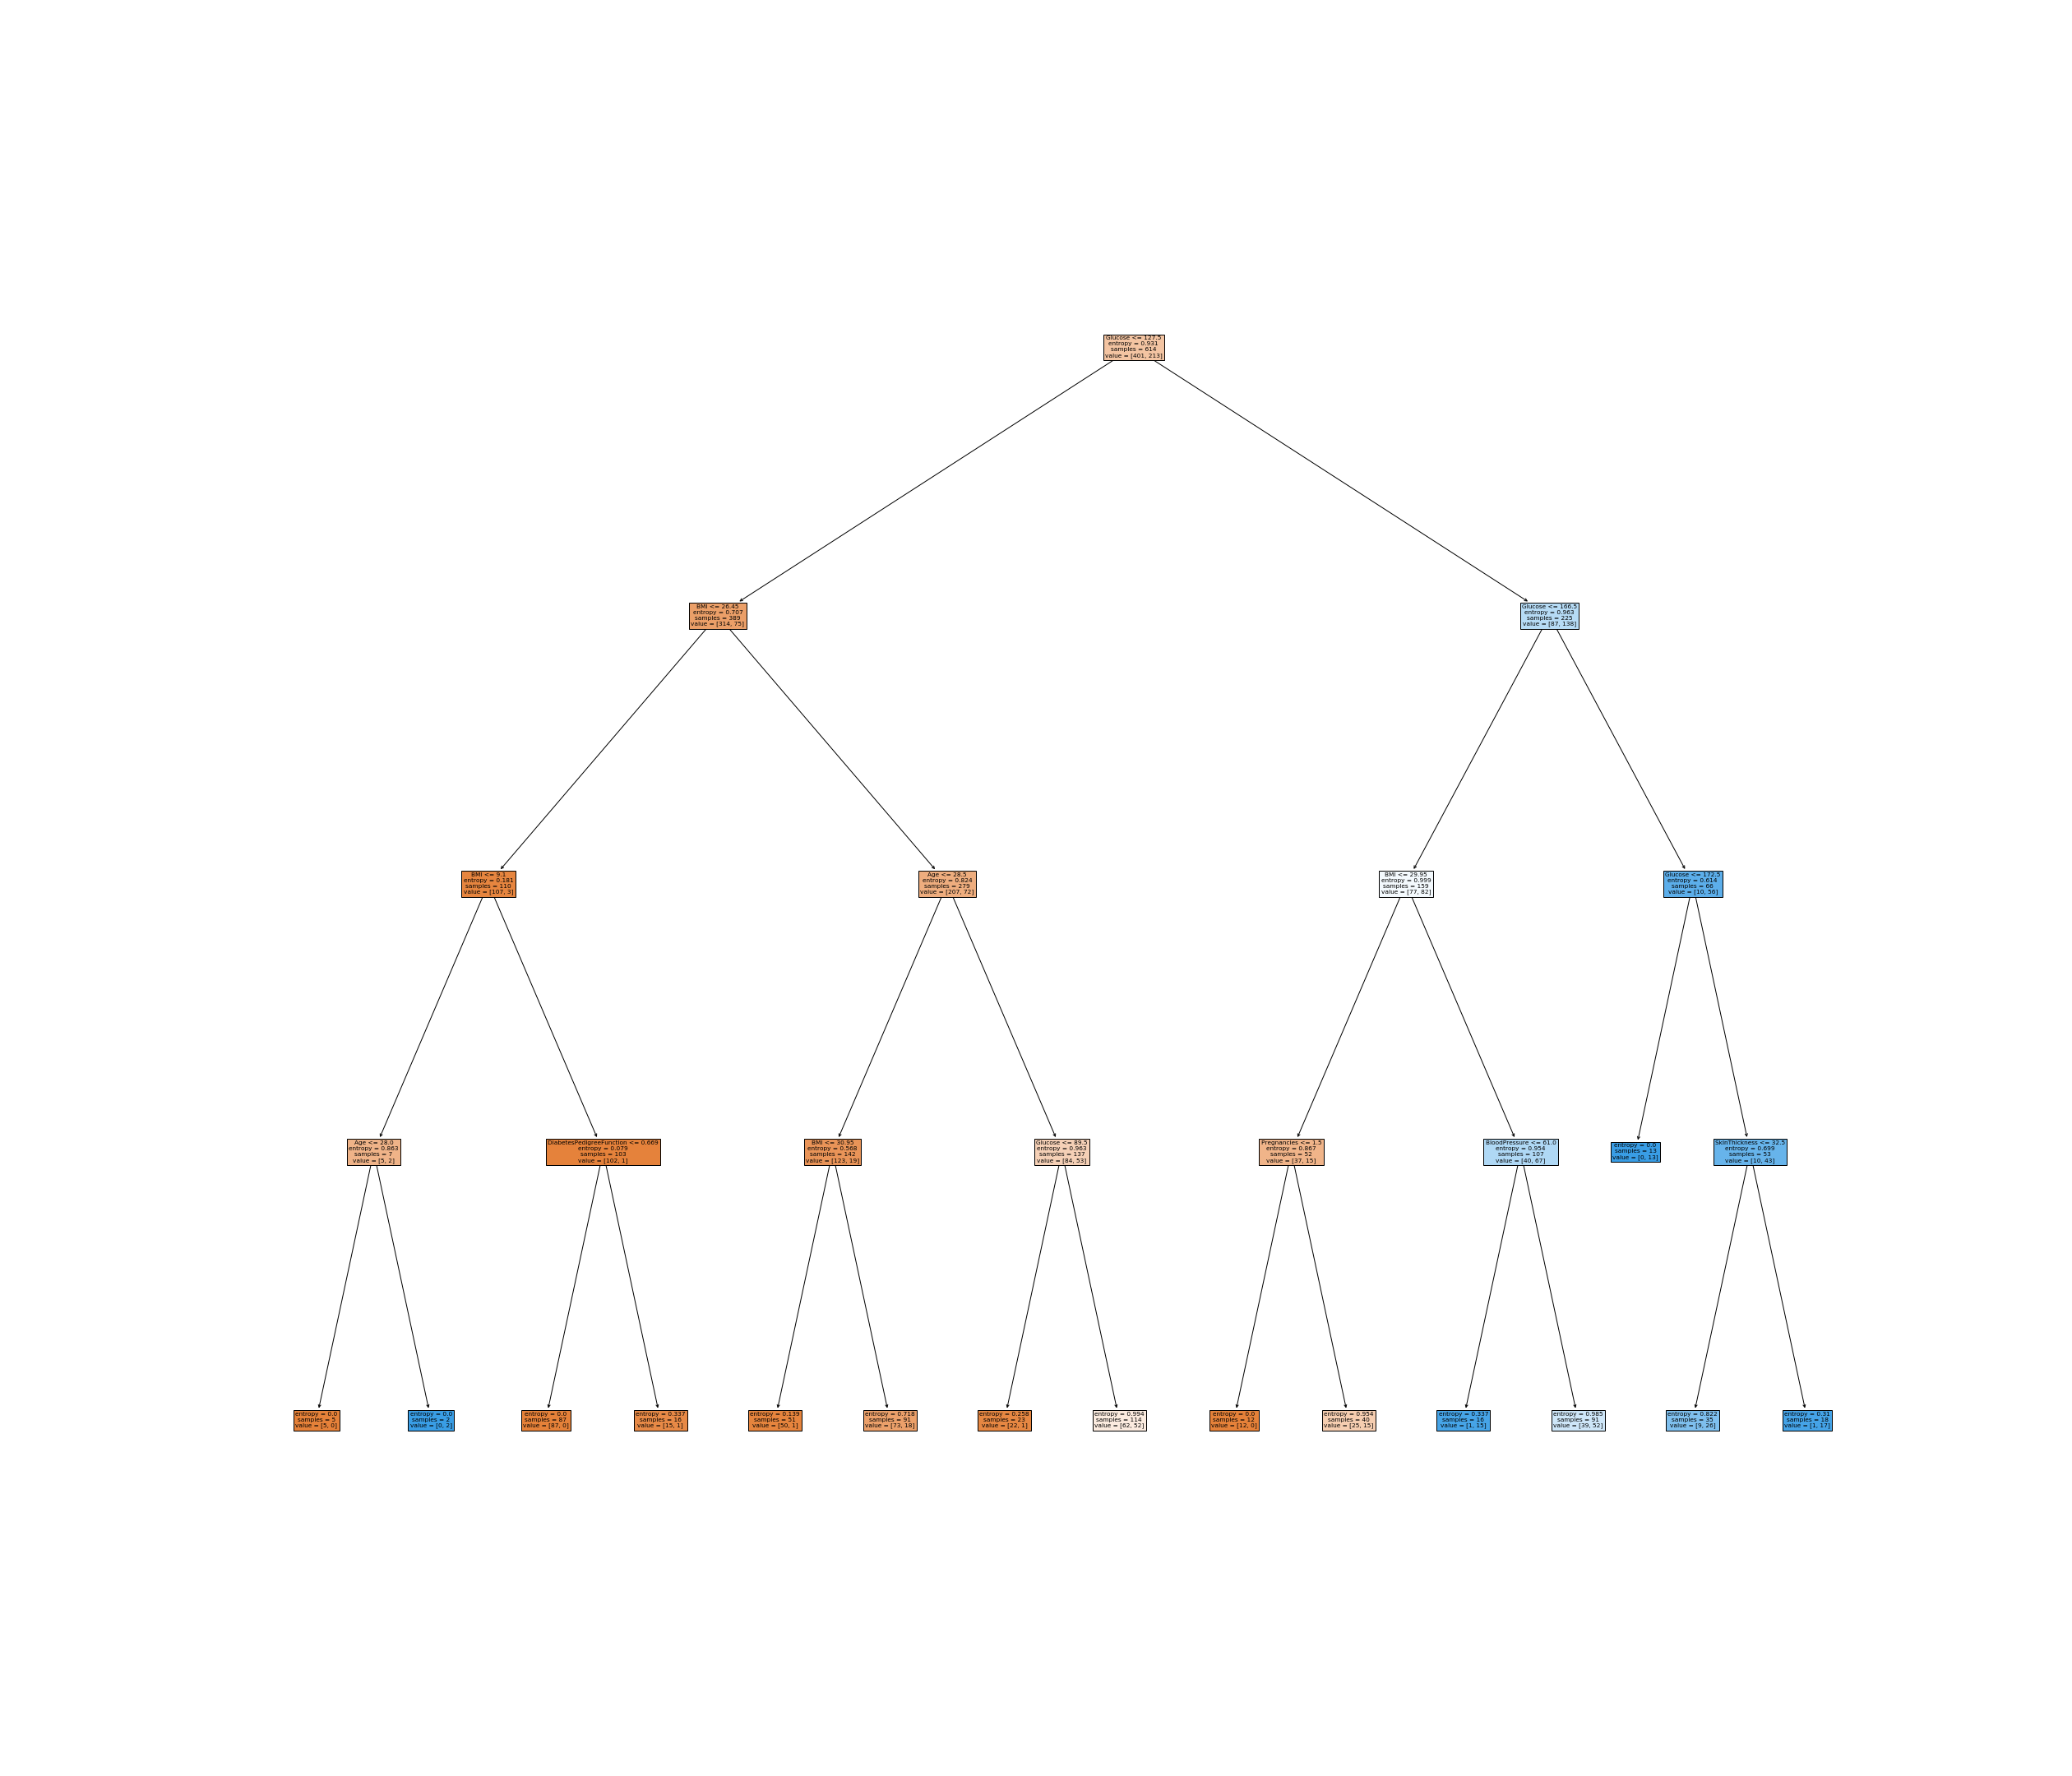 Glucose <= 127.5
entropy = 0.931
samples = 614
value = [401, 213]
BMI <= 26.45
entropy = 0.707
samples = 389
value = [314, 75]
Glucose <= 166.5
entropy = 0.963
samples = 225
value = [87, 138]
BMI <= 9.1
entropy = 0.181
samples = 110
value = [107, 3]
Age <= 28.5
entropy = 0.824
samples = 279
value = [207, 72]
BMI <= 29.95
entropy = 0.999
samples = 159
value = [77, 82]
Glucose <= 172.5
entropy = 0.614
samples = 66
value = [10, 56]
Age <= 28.0
entropy = 0.863
samples = 7
value = [5, 2]
DiabetesPedigreeFunction <= 0.669
entropy = 0.079
samples = 103
value = [102, 1]
BMI <= 30.95
entropy = 0.568
samples = 142
value = [123, 19]
Glucose <= 89.5
entropy = 0.963
samples = 137
value = [84, 53]
Pregnancies <= 1.5
entropy = 0.867
samples = 52
value = [37, 15]
BloodPressure <= 61.0
entropy = 0.954
samples = 107
value = [40, 67]
entropy = 0.0
samples = 13
value = [0, 13]
SkinThickness <= 32.5
entropy = 0.699
samples = 53
value = [10, 43]
entropy = 0.0
samples = 5
value = [5, 0]
entropy = 0.0
samples = 2
value = [0, 2]
entropy = 0.0
samples = 87
value = [87, 0]
entropy = 0.337
samples = 16
value = [15, 1]
entropy = 0.139
samples = 51
value = [50, 1]
entropy = 0.718
samples = 91
value = [73, 18]
entropy = 0.258
samples = 23
value = [22, 1]
entropy = 0.994
samples = 114
value = [62, 52]
entropy = 0.0
samples = 12
value = [12, 0]
entropy = 0.954
samples = 40
value = [25, 15]
entropy = 0.337
samples = 16
value = [1, 15]
entropy = 0.985
samples = 91
value = [39, 52]
entropy = 0.822
samples = 35
value = [9, 26]
entropy = 0.31
samples = 18
value = [1, 17]